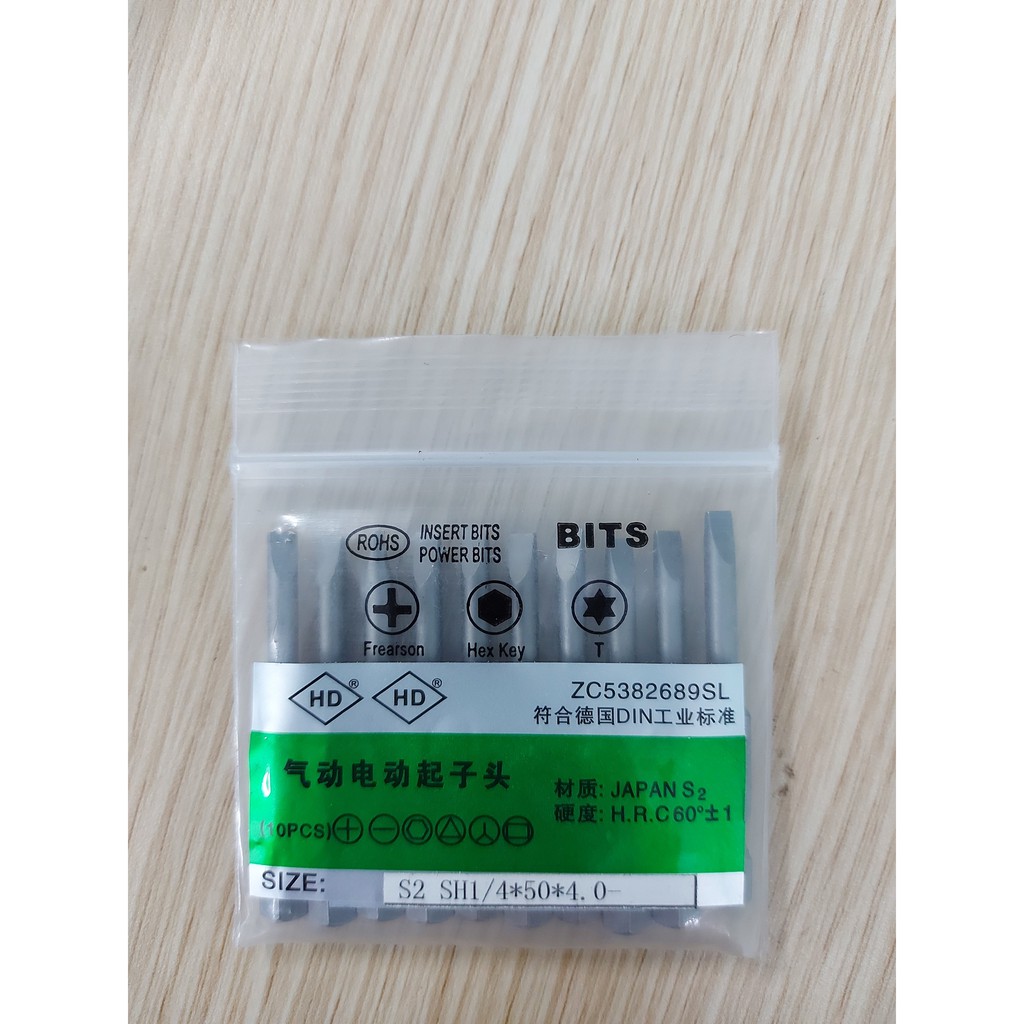 ROHS
INSERT BITS
POWER BITS
BITS
Frearson
Hex Key
T
HD®
HD®
ZC5382689SL
符合德国DIN工业标准
气动电动起子头
材质: JAPAN S2
硬度: H.R.C60°±1
(10PCS)
SIZE:
S2 SH1/4*50*4.0-